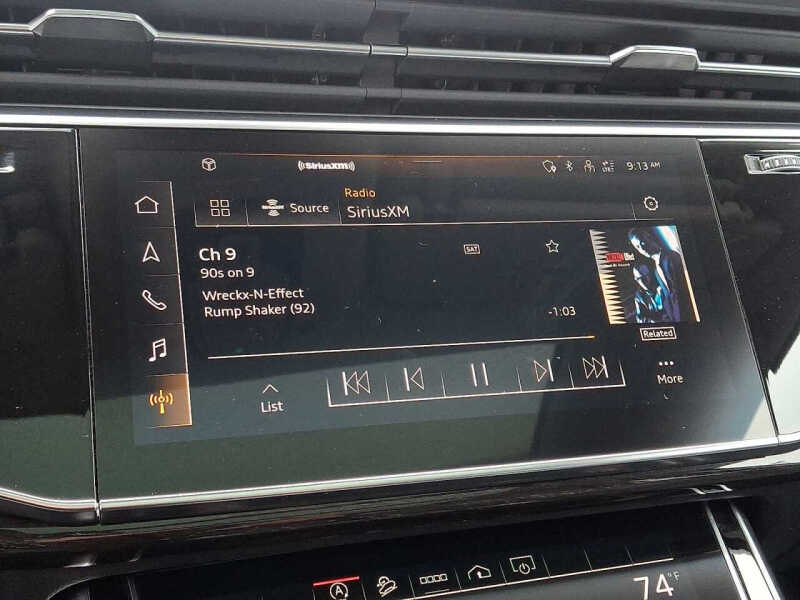 ((SiriusXM))
LTE
9:13 AM
Radio
Source
SiriusXM
Ch 9
SAT
90s on 9
Wreckx-N-Effect
Rump Shaker (92)
-1:03
Related
List
More
A
74°F